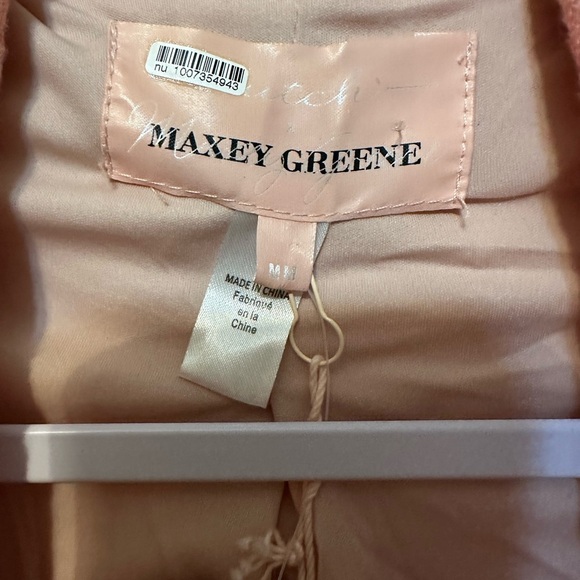 nu 1007354943
MAXEY GREENE
M M
MADE IN CHINA
Fabriqué
en la
Chine